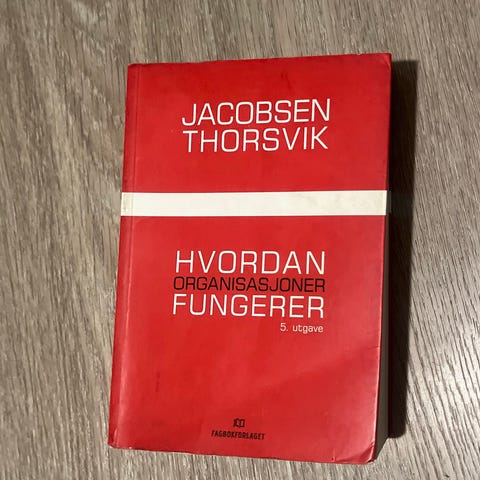 JACOBSEN
THORSVIK
HVORDAN
ORGANISASJONER
FUNGERER
5. utgave
FAGBOKFORLAGET